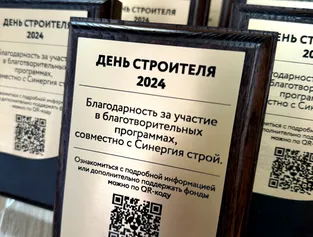 ДЕНЬ СТРОИТЕЛЯ
2024
Благодарность за участие
в благотворительных
программах,
совместно с Синергия строй.
Ознакомиться с подробной информацией
или дополнительно поддержать фонды
можно по QR-коду